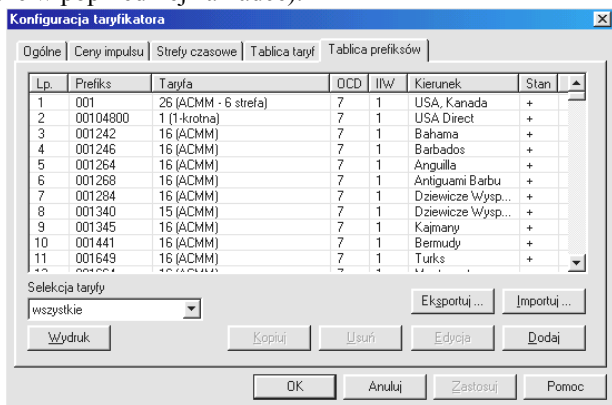 Konfiguracja taryfikatora
Ogólne Ceny impulsu Strefy czasowe Tablica taryf Tablica prefiksów
Lp. Prefiks Taryfa OCD IIW Kierunek Stan
1 001 26 (ACMM - 6 strefa) 7 1 USA, Kanada +
2 00104800 1 (1-krotna) 7 1 USA Direct +
3 001242 16 (ACMM) 7 1 Bahama +
4 001246 16 (ACMM) 7 1 Barbados +
5 001264 16 (ACMM) 7 1 Anguilla +
6 001268 16 (ACMM) 7 1 Antiguami Barbu +
7 001284 16 (ACMM) 7 1 Dziewicze Wysp... +
8 001340 15 (ACMM) 7 1 Dziewicze Wysp... +
9 001345 16 (ACMM) 7 1 Kajmany +
10 001441 16 (ACMM) 7 1 Bermudy +
11 001649 16 (ACMM) 7 1 Turks +
Selekcja taryfy
wszystkie
Eksportuj ... Importuj ...
Wydruk Kopiuj Usuń Edycja Dodaj
OK Anuluj Zastosuj Pomoc